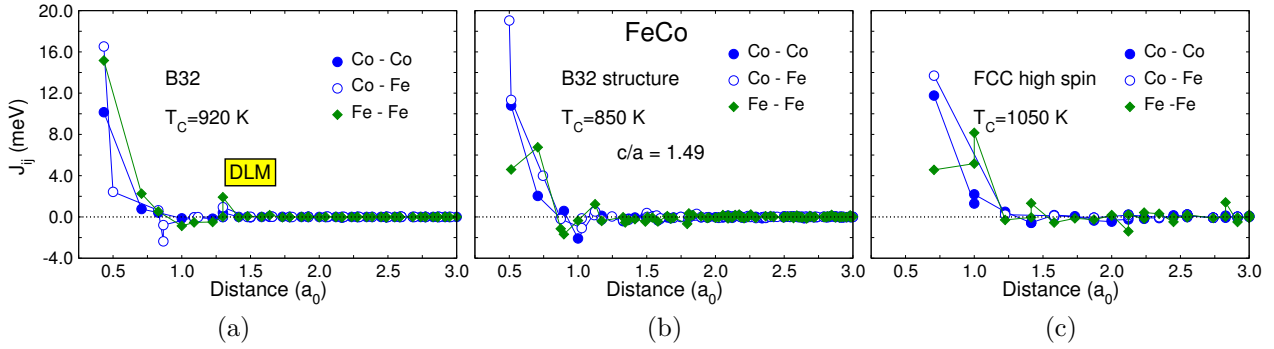 J_ij (meV)
20.0
16.0
12.0
8.0
4.0
0.0
-4.0
B32
T_C=920 K
DLM
Co - Co
Co - Fe
Fe - Fe
0.5 1.0 1.5 2.0 2.5 3.0
Distance (a_0)
(a)
FeCo
B32 structure
T_C=850 K
c/a = 1.49
Co - Co
Co - Fe
Fe - Fe
0.5 1.0 1.5 2.0 2.5 3.0
Distance (a_0)
(b)
FCC high spin
T_C=1050 K
Co - Co
Co - Fe
Fe -Fe
0.5 1.0 1.5 2.0 2.5 3.0
Distance (a_0)
(c)